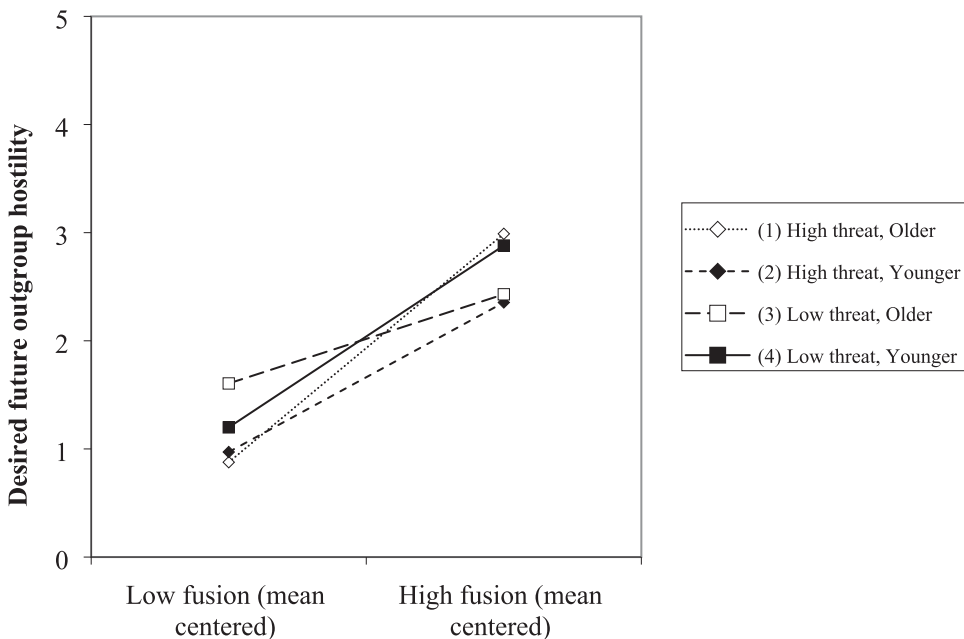 5
4
3
2
1
0
Desired future outgroup hostility
Low fusion (mean
centered)
High fusion (mean
centered)
(1) High threat, Older
(2) High threat, Younger
(3) Low threat, Older
(4) Low threat, Younger